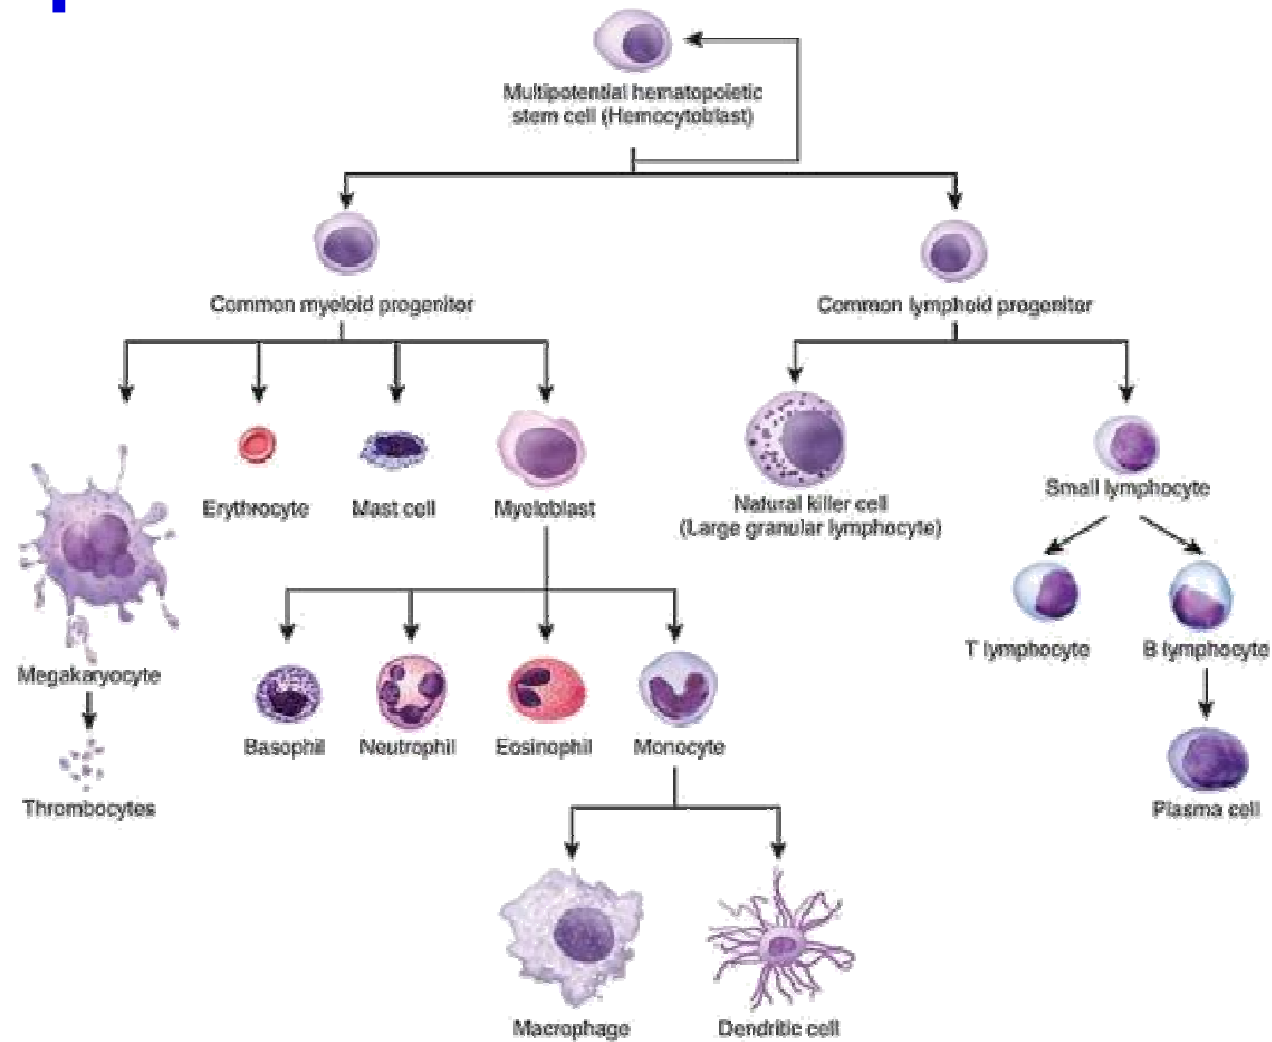 Multipotential hematopoietic
stem cell (Hemocytoblast)
Common myeloid progenitor
Common lymphoid progenitor
Erythrocyte
Mast cell
Myeloblast
Natural killer cell
(Large granular lymphocyte)
Small lymphocyte
T lymphocyte
B lymphocyte
Megakaryocyte
Basophil
Neutrophil
Eosinophil
Monocyte
Thrombocytes
Plasma cell
Macrophage
Dendritic cell